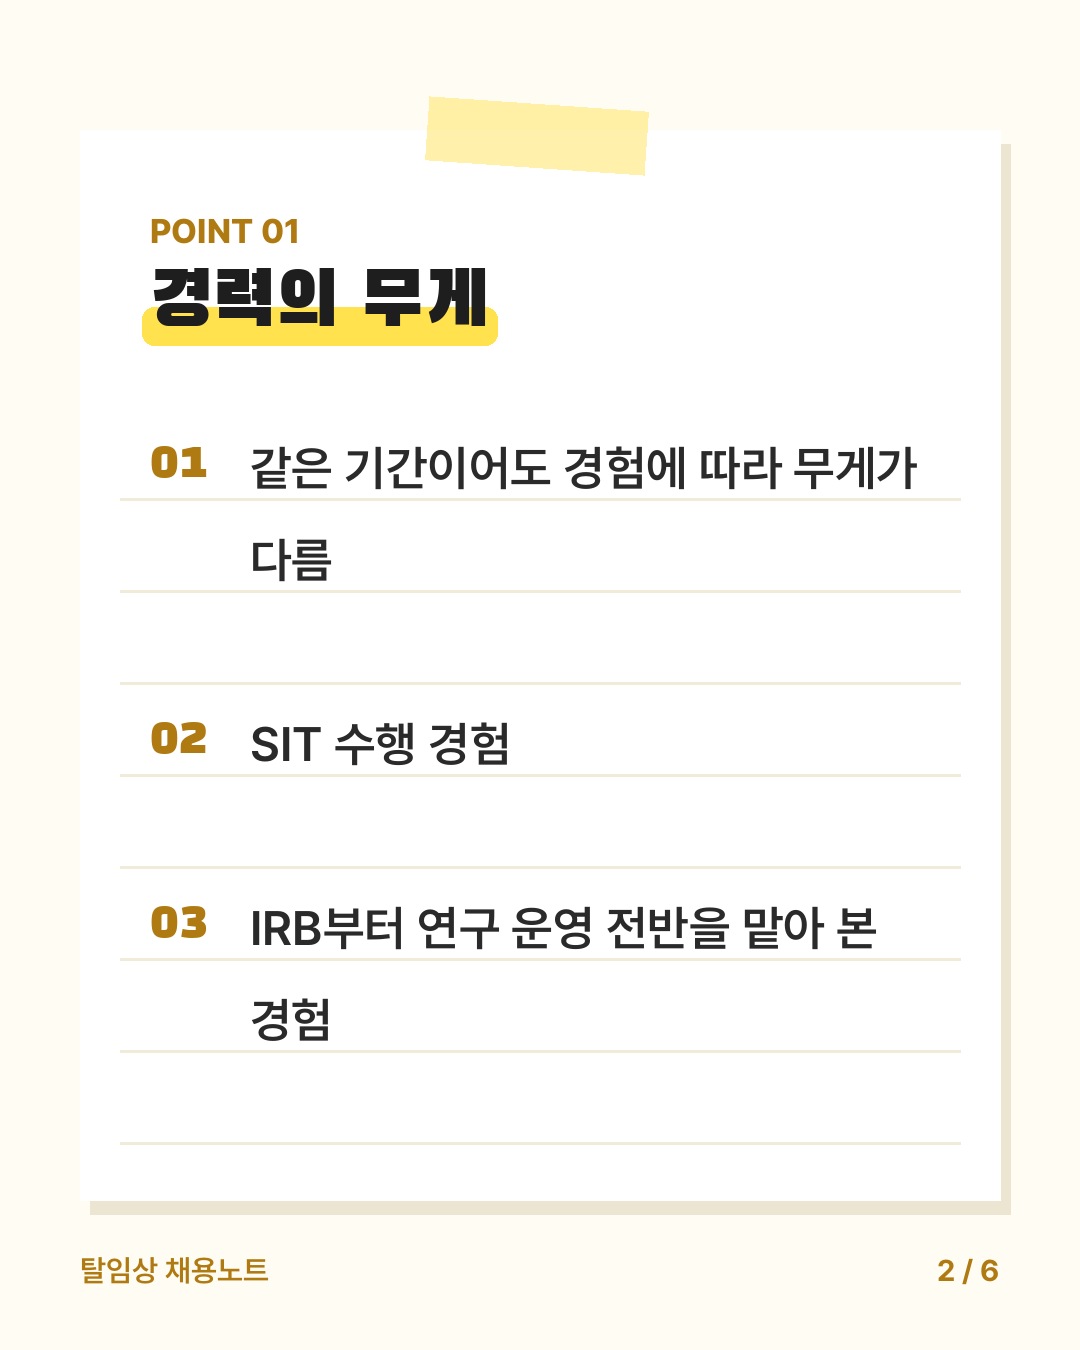 POINT 01
경력의 무게
01 같은 기간이어도 경험에 따라 무게가
다름
02 SIT 수행 경험
03 IRB부터 연구 운영 전반을 맡아 본
경험
탈임상 채용노트
2 / 6